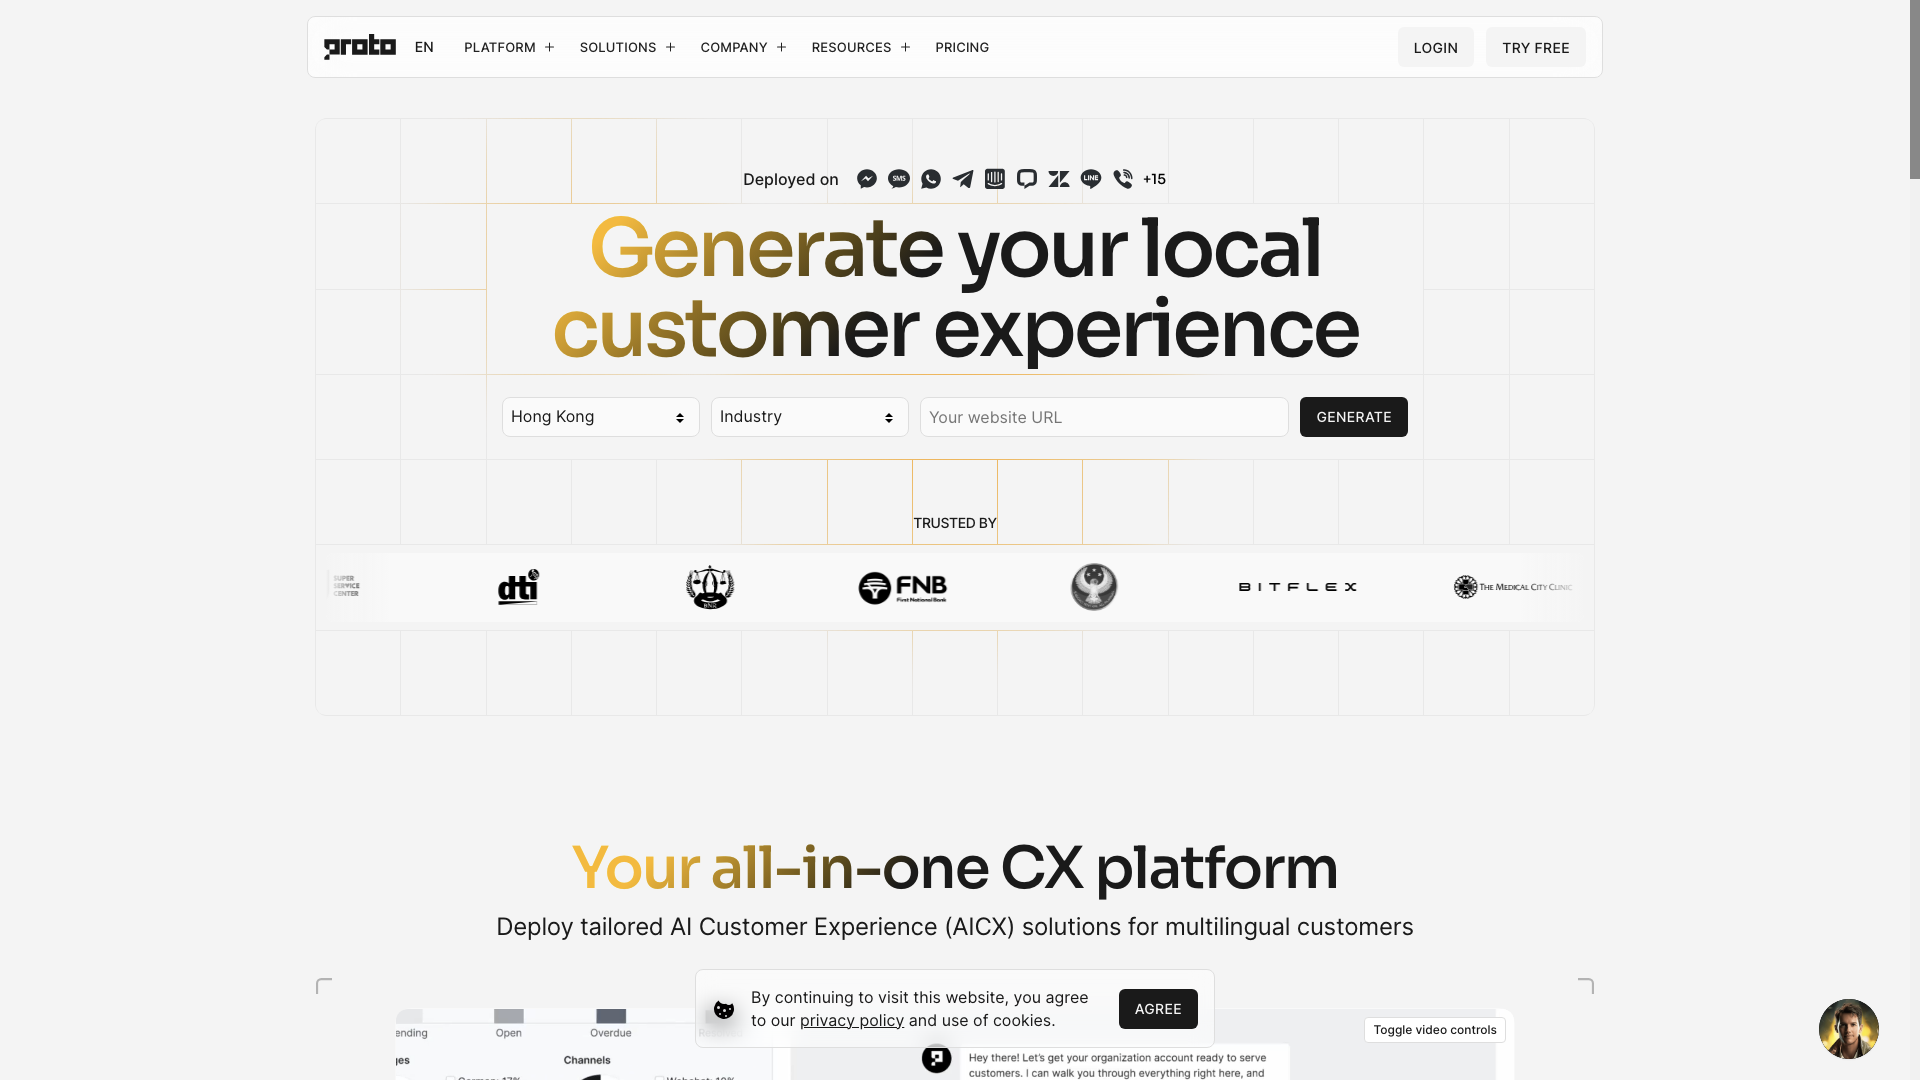 proto
EN
PLATFORM +
SOLUTIONS +
COMPANY +
RESOURCES +
PRICING
LOGIN
TRY FREE
Deployed on
SMS
LINE
+15
Generate your local
customer experience
Hong Kong
Industry
Your website URL
GENERATE
TRUSTED BY
SUPER
SERVICE
CENTER
dti
BNR
FNB
First National Bank
BITFLEX
THE MEDICAL CITY CLINIC
Your all-in-one CX platform
Deploy tailored AI Customer Experience (AICX) solutions for multilingual customers
By continuing to visit this website, you agree
to our privacy policy and use of cookies.
AGREE
Toggle video controls
ending
Open
Overdue
ges
Channels
Hey there! Let's get your organization account ready to serve
customers. I can walk you through everything right here, and